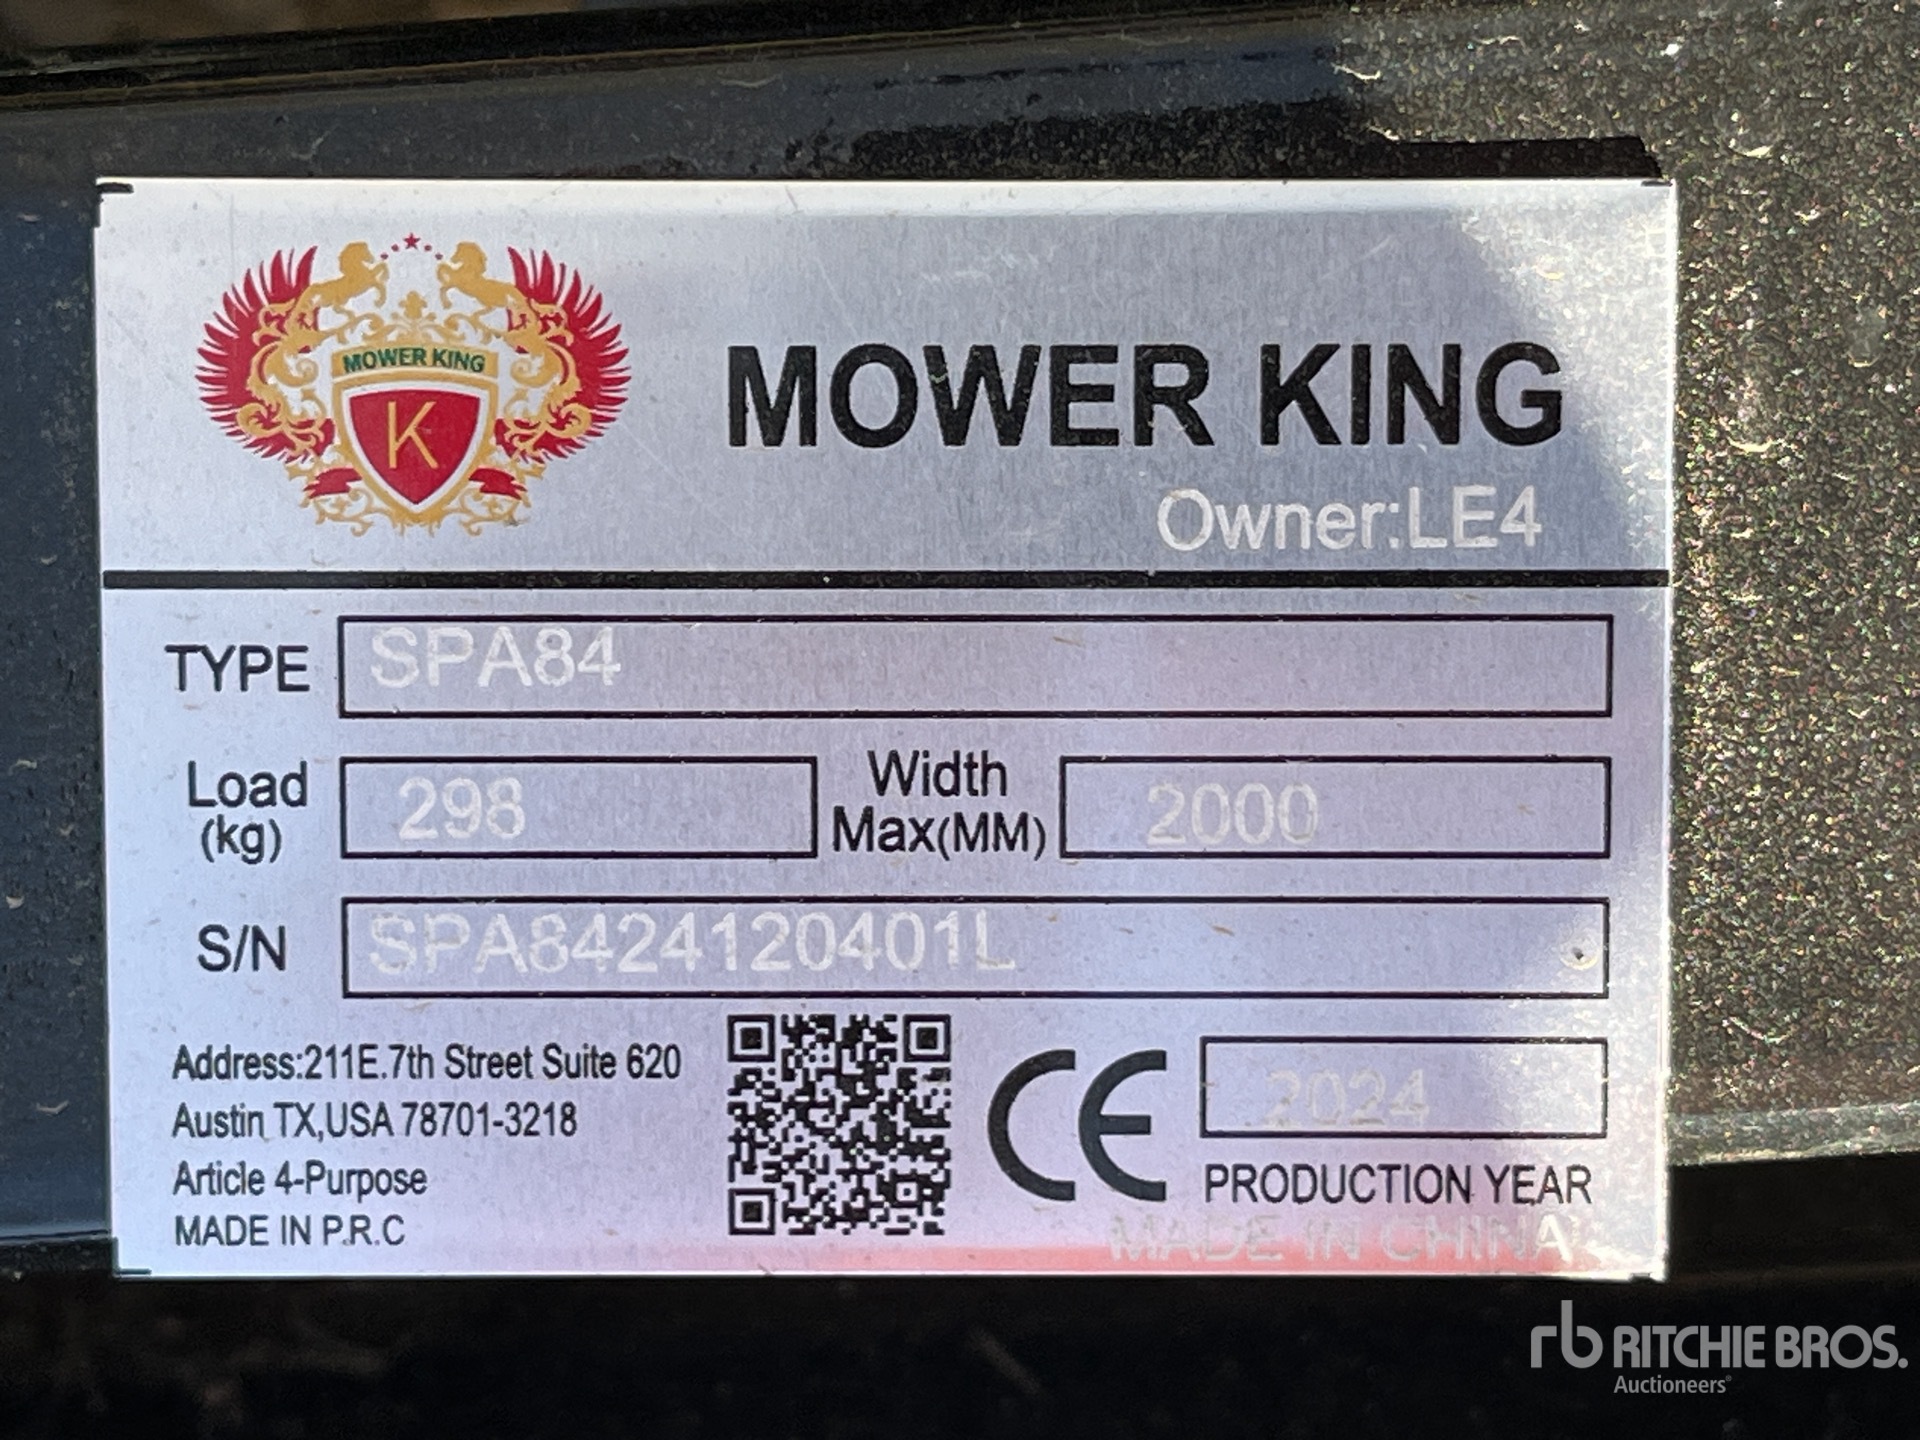 MOWER KING
K
MOWER KING
Owner:LE4
TYPE SPA84
Load (kg) 298 Width Max(MM) 2000
S/N SPA8424120401L
Address:211E.7th Street Suite 620
Austin TX,USA 78701-3218
Article 4-Purpose
MADE IN P.R.C
CE
2024
PRODUCTION YEAR
MADE IN CHINA
rb RITCHIE BROS.
Auctioneers